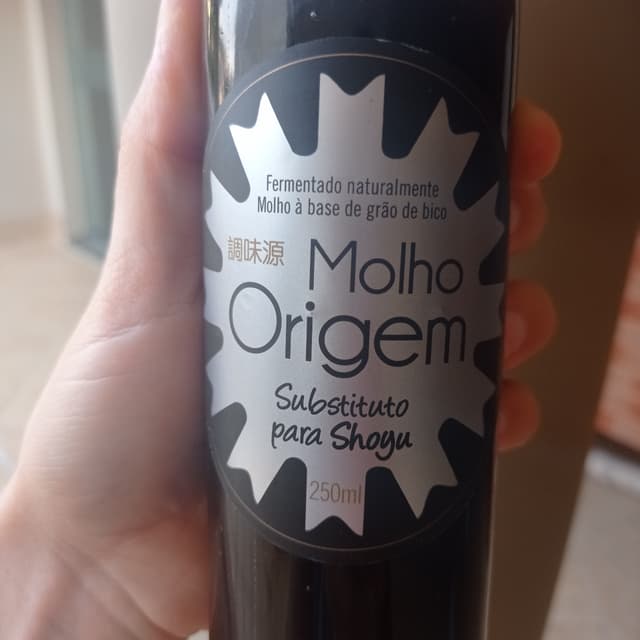 Fermentado naturalmente
Molho à base de grão de bico
調味源 Molho
Origem
Substituto
para Shoyu
250ml